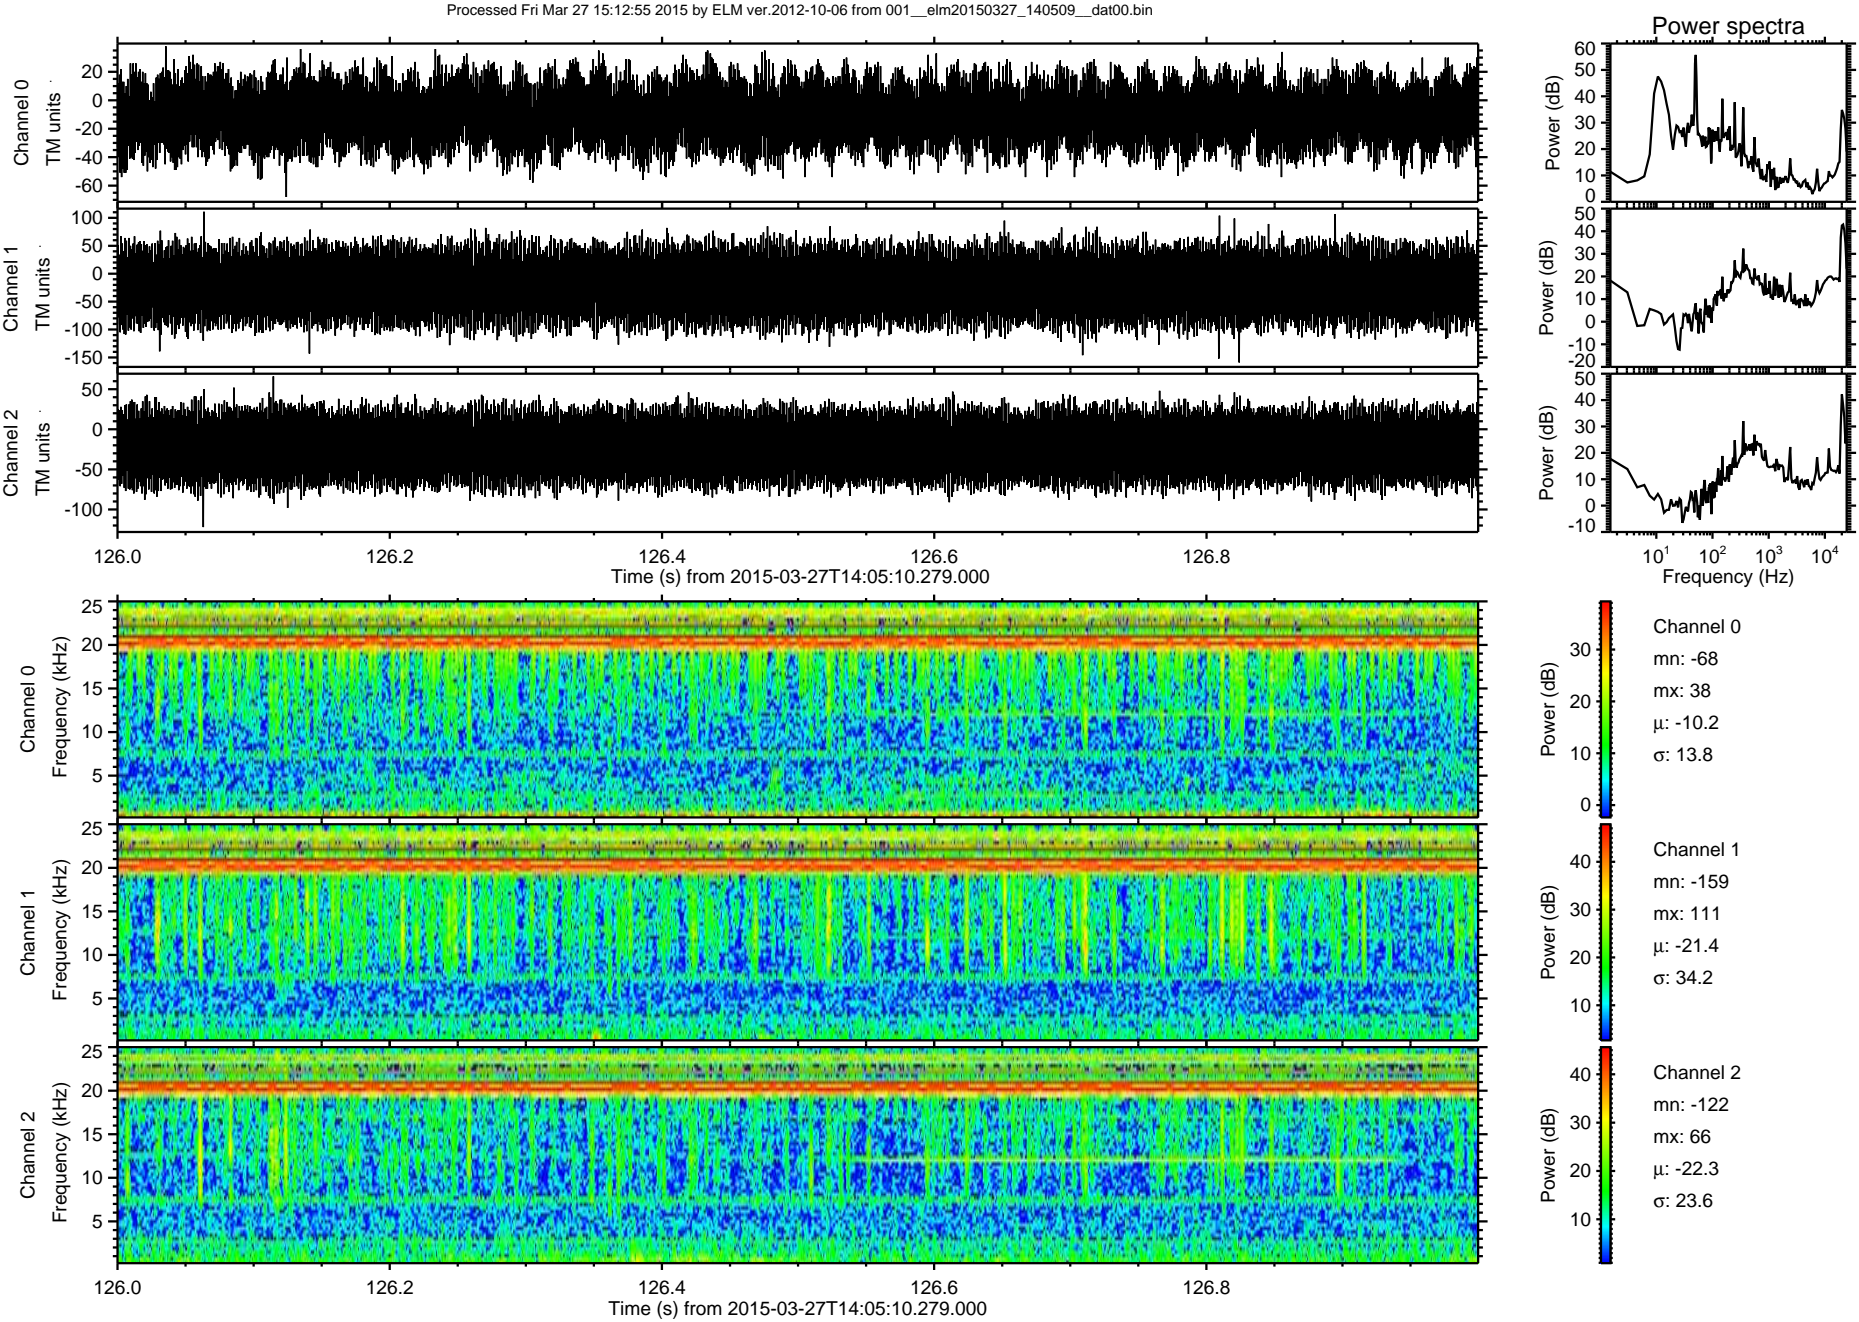 Processed Fri Mar 27 15:12:55 2015 by ELM ver.2012-10-06 from 001__elm20150327_140509__dat00.bin
Power spectra
Channel 0
TM units
20
0
-20
-40
-60
Power (dB)
60
50
40
30
20
10
0
Channel 1
TM units
100
50
0
-50
-100
-150
Power (dB)
50
40
30
20
10
0
-10
-20
Channel 2
TM units
50
0
-50
-100
Power (dB)
50
40
30
20
10
0
-10
126.0 126.2 126.4 126.6 126.8
Time (s) from 2015-03-27T14:05:10.279.000
10¹ 10² 10³ 10⁴
Frequency (Hz)
Channel 0
Frequency (kHz)
25
20
15
10
5
Power (dB)
30
20
10
0
Channel 0
mn: -68
mx: 38
μ: -10.2
σ: 13.8
Channel 1
Frequency (kHz)
25
20
15
10
5
Power (dB)
40
30
20
10
Channel 1
mn: -159
mx: 111
μ: -21.4
σ: 34.2
Channel 2
Frequency (kHz)
25
20
15
10
5
Power (dB)
40
30
20
10
Channel 2
mn: -122
mx: 66
μ: -22.3
σ: 23.6
126.0 126.2 126.4 126.6 126.8
Time (s) from 2015-03-27T14:05:10.279.000